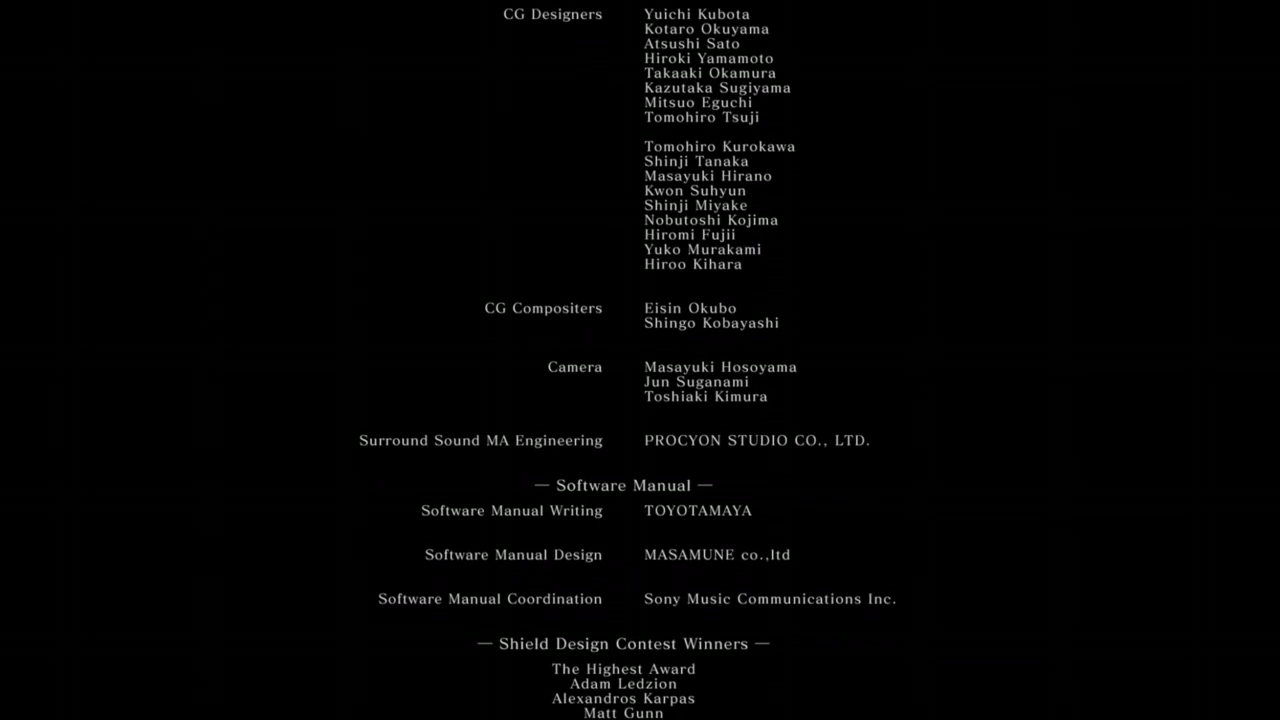 CG Designers Yuichi Kubota
Kotaro Okuyama
Atsushi Sato
Hiroki Yamamoto
Takaaki Okamura
Kazutaka Sugiyama
Mitsuo Eguchi
Tomohiro Tsuji
Tomohiro Kurokawa
Shinji Tanaka
Masayuki Hirano
Kwon Suhyun
Shinji Miyake
Nobutoshi Kojima
Hiromi Fujii
Yuko Murakami
Hiroo Kihara
CG Compositers Eisin Okubo
Shingo Kobayashi
Camera Masayuki Hosoyama
Jun Suganami
Toshiaki Kimura
Surround Sound MA Engineering PROCYON STUDIO CO., LTD.
— Software Manual —
Software Manual Writing TOYOTAMAYA
Software Manual Design MASAMUNE co.,ltd
Software Manual Coordination Sony Music Communications Inc.
— Shield Design Contest Winners —
The Highest Award
Adam Ledzion
Alexandros Karpas
Matt Gunn